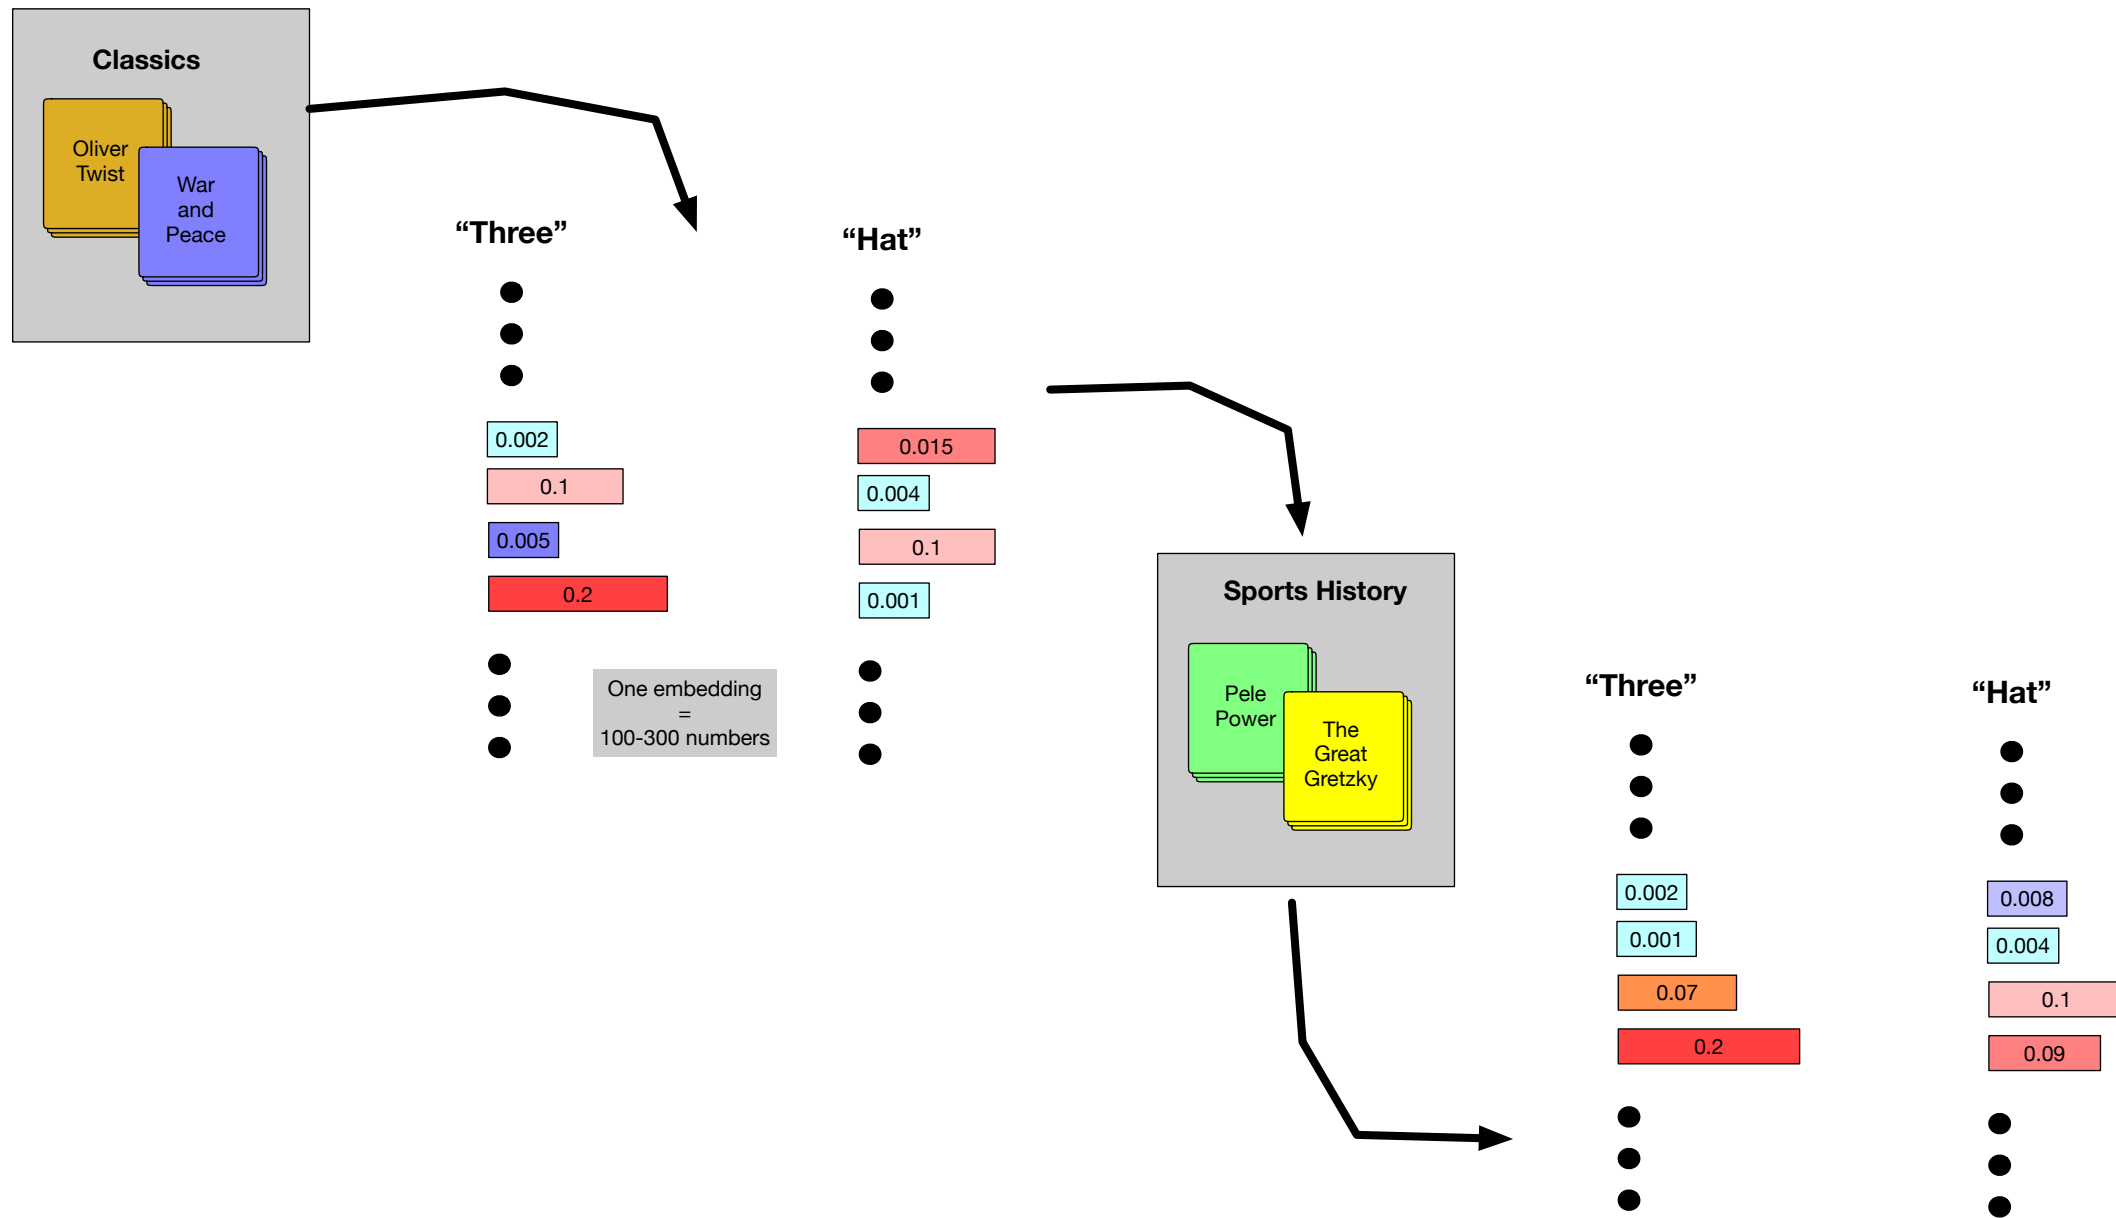 Classics
Oliver
Twist
War
and
Peace
“Three”
“Hat”
0.002
0.1
0.005
0.2
0.015
0.004
0.1
0.001
One embedding
=
100-300 numbers
Sports History
Pele
Power
The
Great
Gretzky
“Three”
“Hat”
0.002
0.001
0.07
0.2
0.008
0.004
0.1
0.09